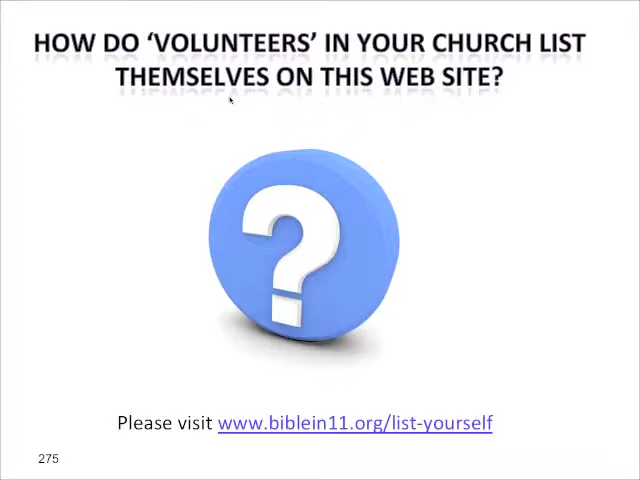 HOW DO ‘VOLUNTEERS’ IN YOUR CHURCH LIST
THEMSELVES ON THIS WEB SITE?
?
Please visit www.biblein11.org/list-yourself
275